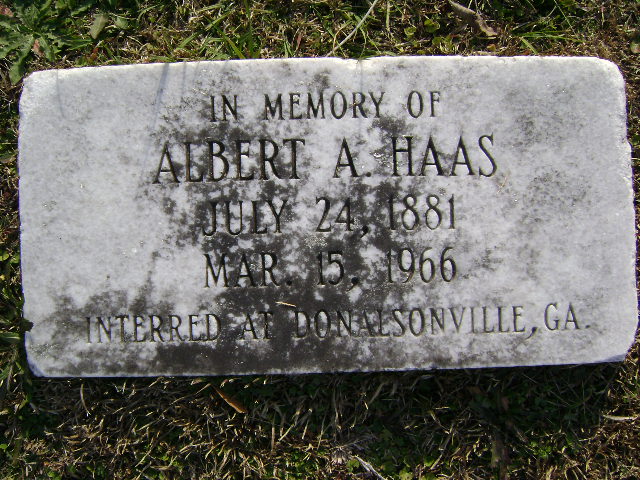 IN MEMORY OF
ALBERT A. HAAS
JULY 24, 1881
MAR. 15, 1966
INTERRED AT DONALSONVILLE, GA.